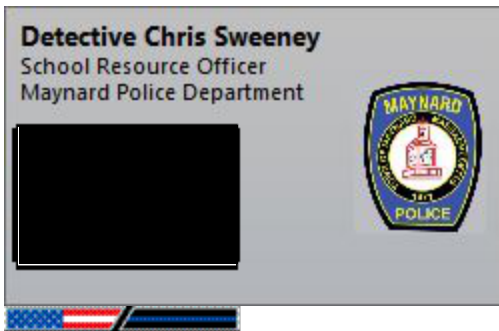 Detective Chris Sweeney
School Resource Officer
Maynard Police Department
MAYNARD
POLICE